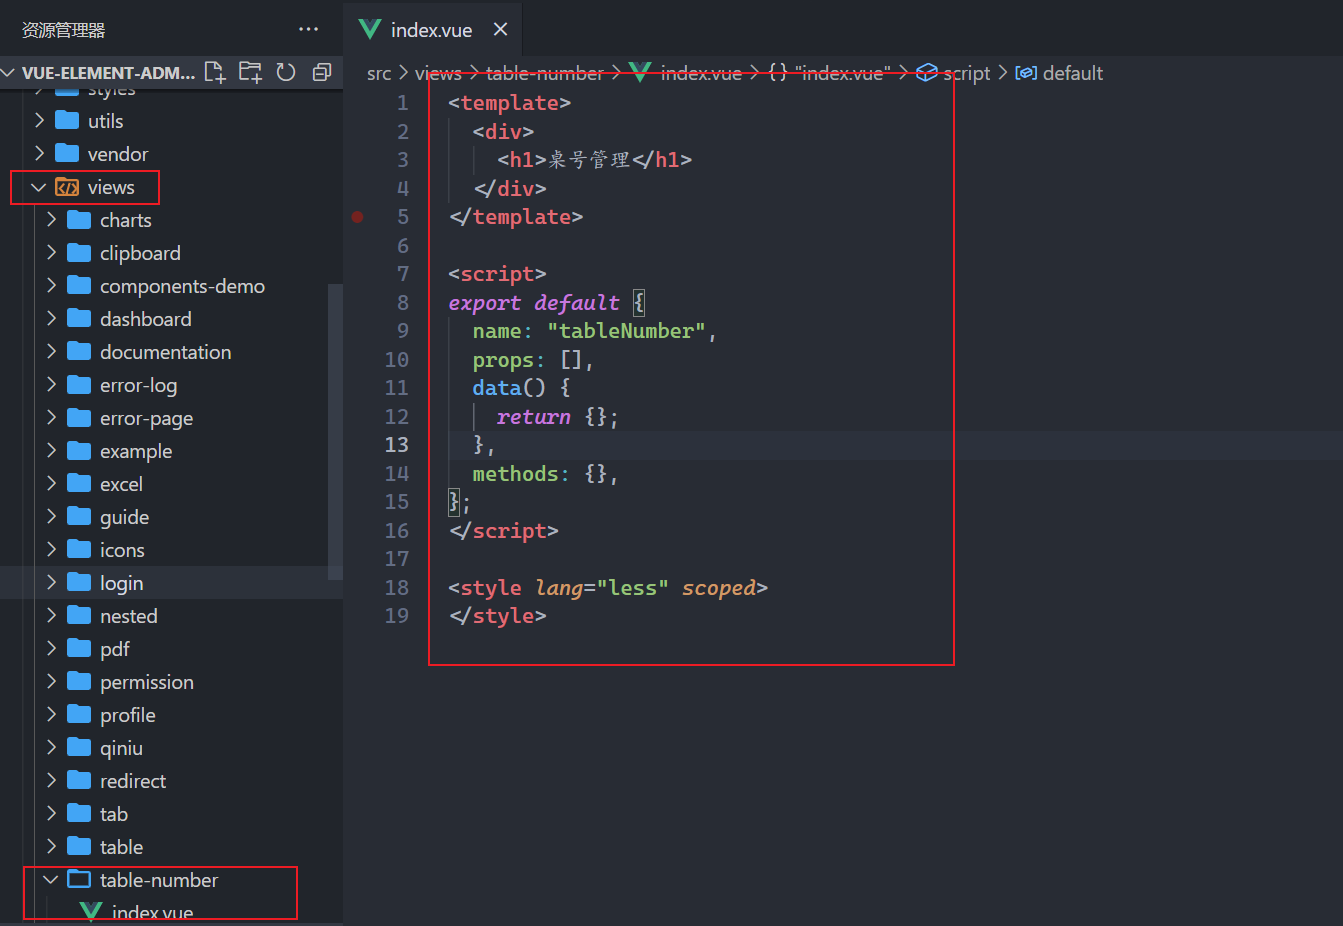 资源管理器 ···
VUE-ELEMENT-ADM...
styles
utils
vendor
views
charts
clipboard
components-demo
dashboard
documentation
error-log
error-page
example
excel
guide
icons
login
nested
pdf
permission
profile
qiniu
redirect
tab
table
table-number
index.vue
index.vue
src > views > table-number > index.vue > {} "index.vue" > script > default
1 <template>
2 <div>
3 <h1>桌号管理</h1>
4 </div>
5 </template>
6
7 <script>
8 export default {
9 name: "tableNumber",
10 props: [],
11 data() {
12 return {};
13 },
14 methods: {},
15 };
16 </script>
17
18 <style lang="less" scoped>
19 </style>